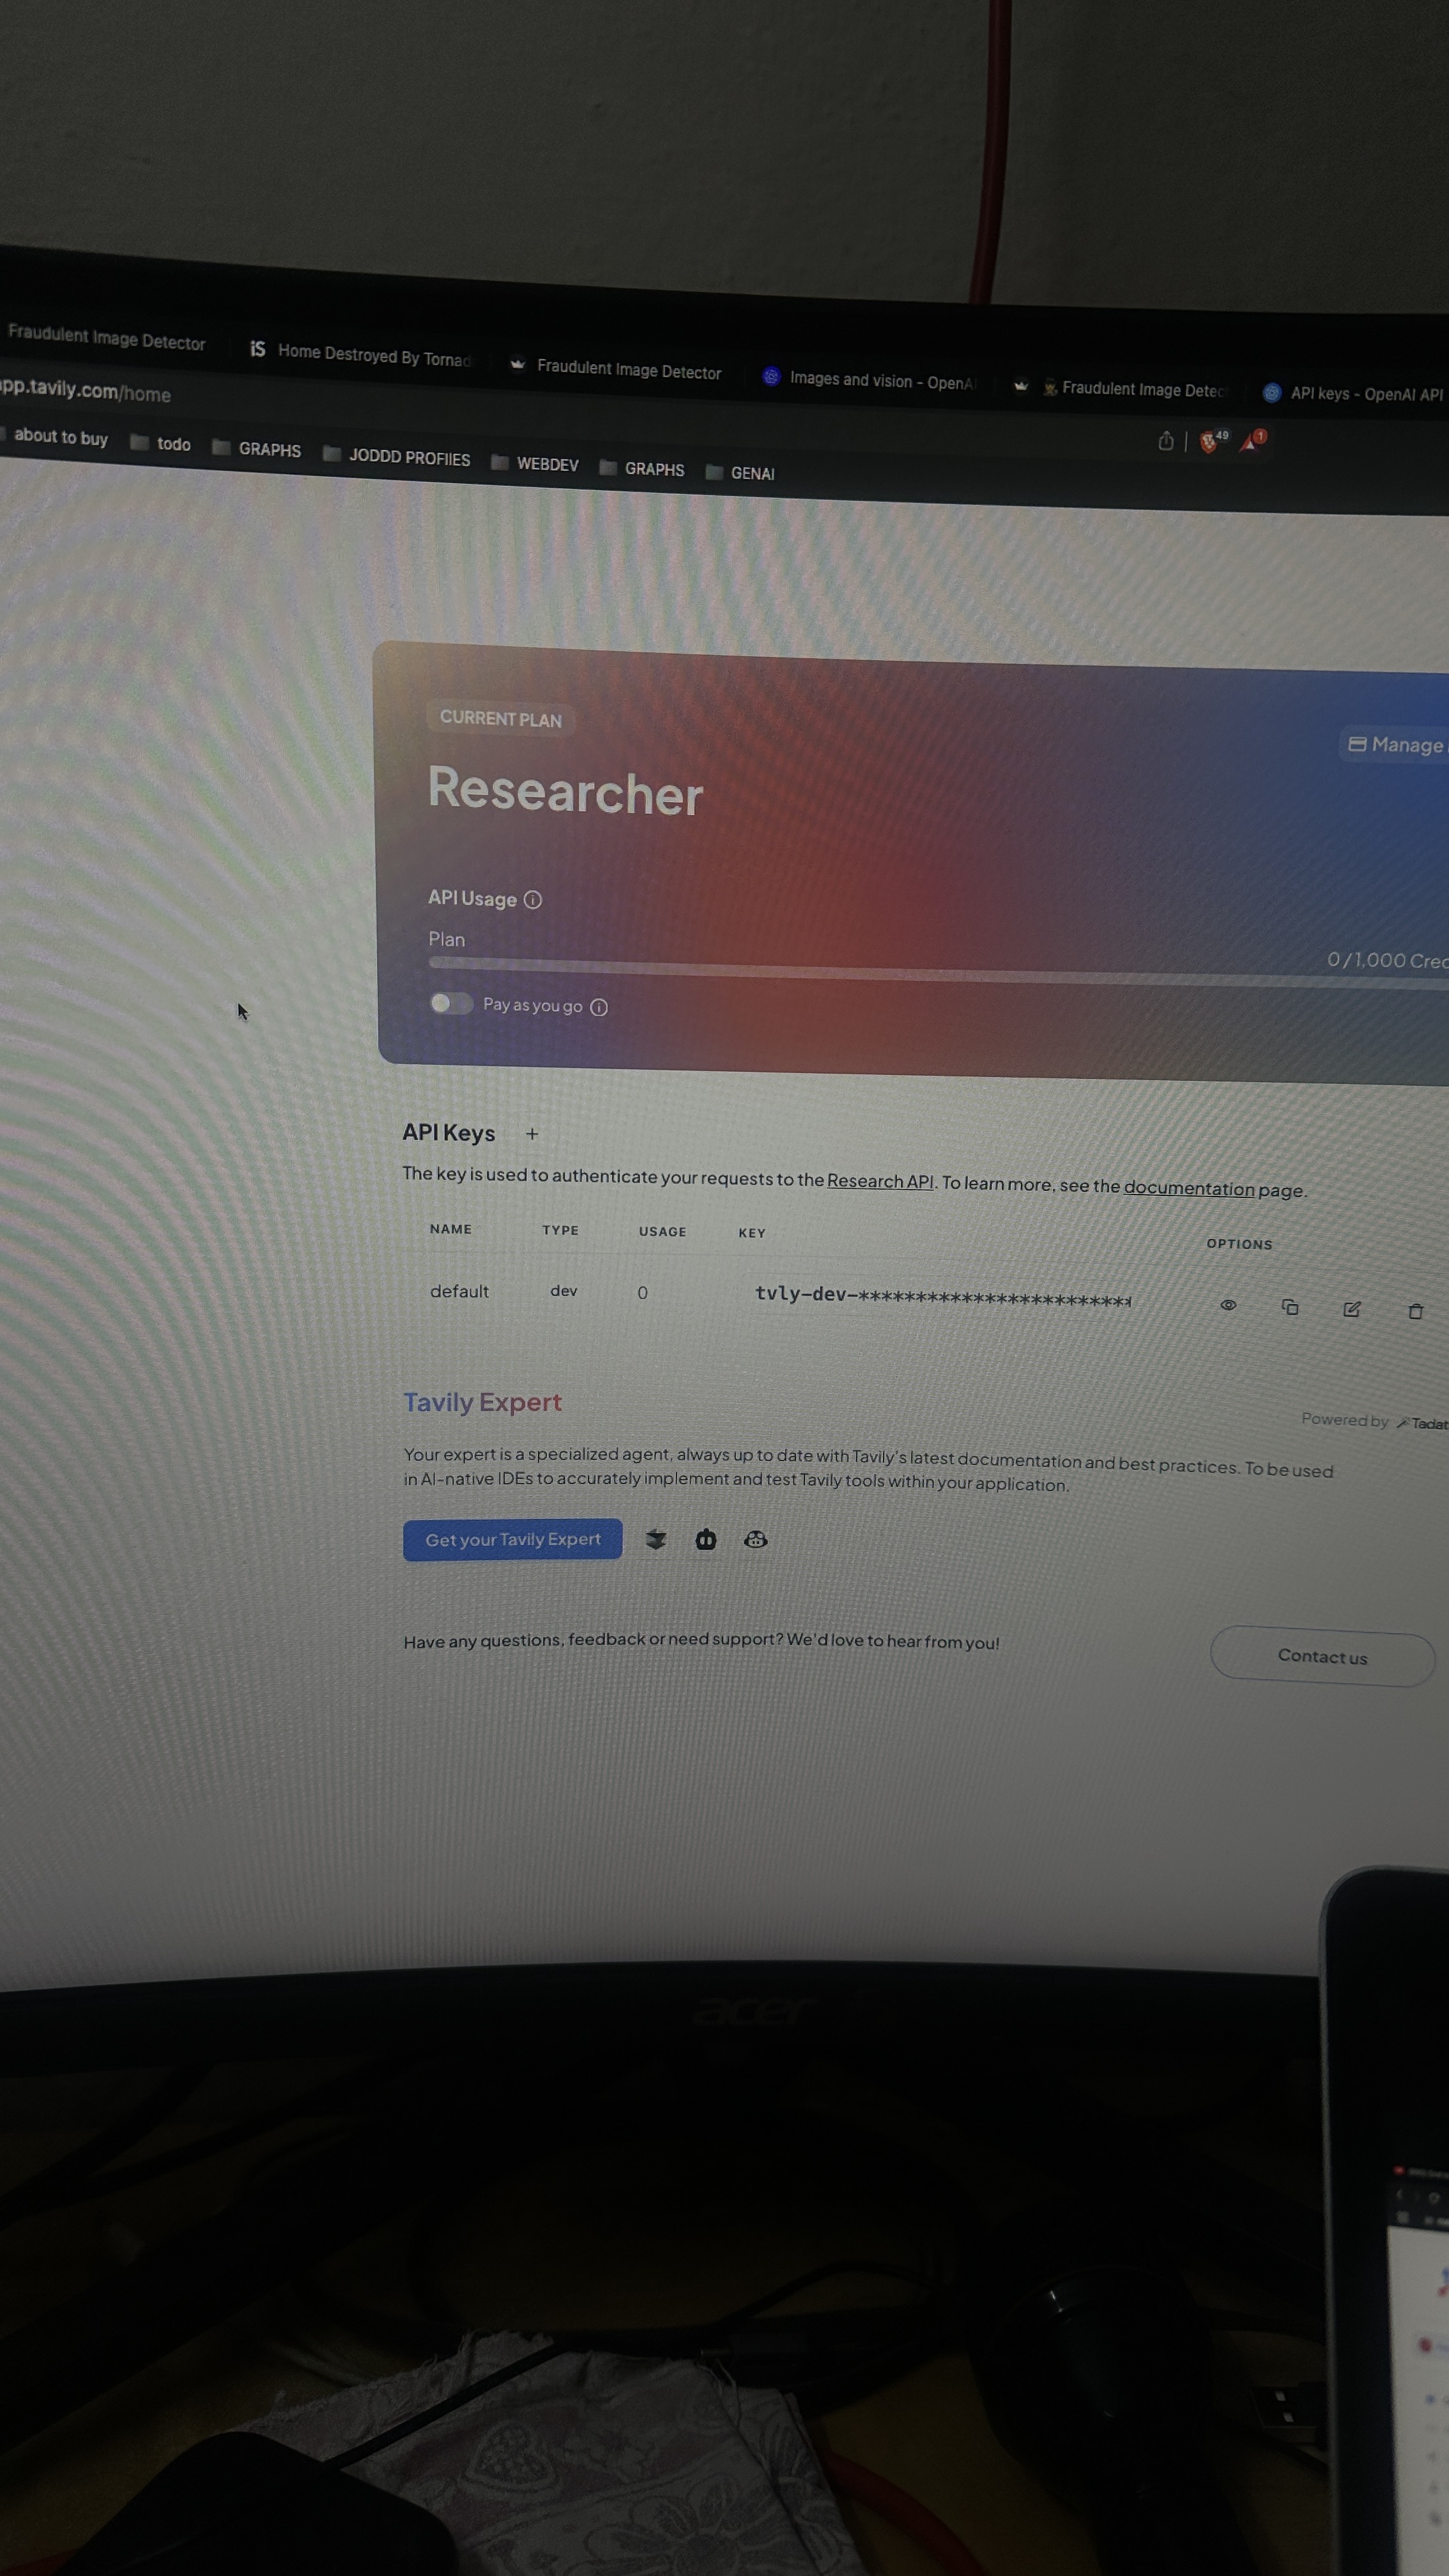 Fraudulent Image Detector
iS Home Destroyed By Tornad
Fraudulent Image Detector
Images and vision - OpenAI
Fraudulent Image Detec
API keys - OpenAI API
pp.tavily.com/home
49
1
about to buy
todo
GRAPHS
JODDD PROFIlES
WEBDEV
GRAPHS
GENAI
CURRENT PLAN
Manage
Researcher
API Usage
Plan
0 / 1,000 Cred
Pay as you go
API Keys +
The key is used to authenticate your requests to the Research API. To learn more, see the documentation page.
NAME TYPE USAGE KEY OPTIONS
default dev 0 tvly-dev-************************
Tavily Expert
Powered by Tadat
Your expert is a specialized agent, always up to date with Tavily's latest documentation and best practices. To be used
in AI-native IDEs to accurately implement and test Tavily tools within your application.
Get your Tavily Expert
Have any questions, feedback or need support? We'd love to hear from you!
Contact us
acer